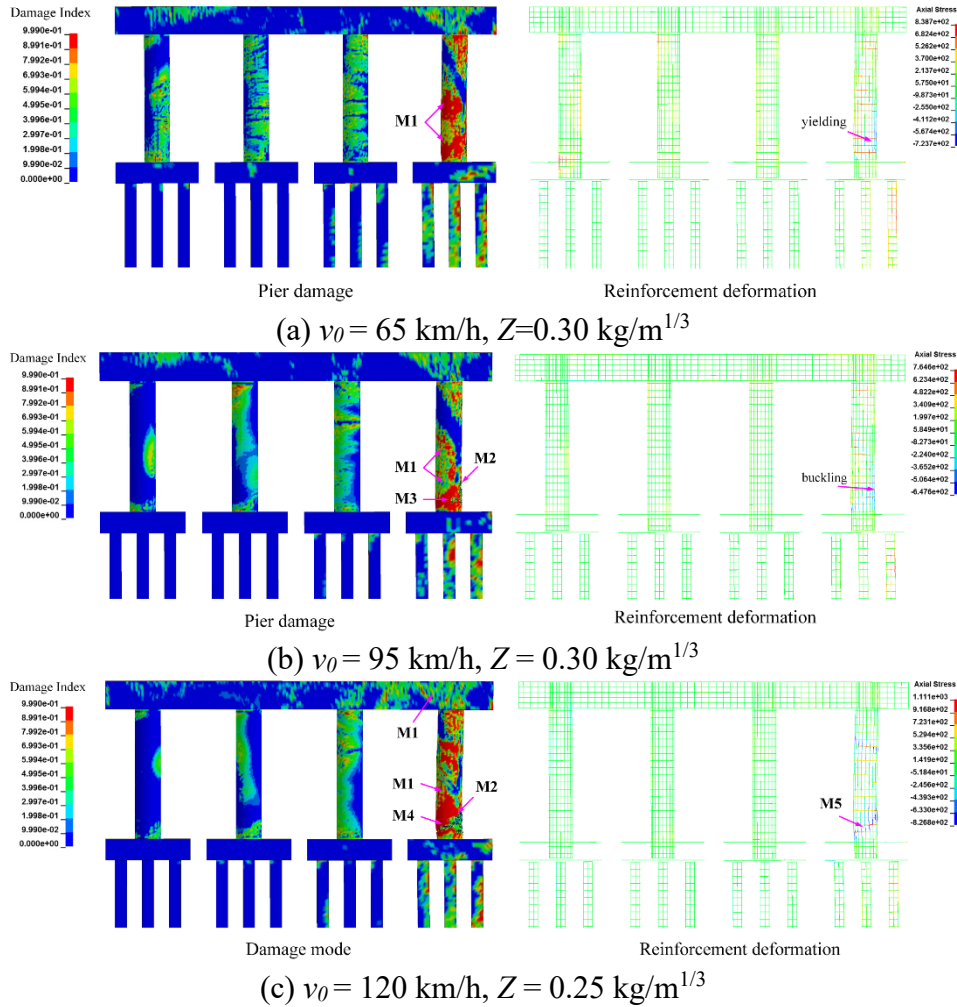 Damage Index
9.990e-01
8.991e-01
7.992e-01
6.993e-01
5.994e-01
4.995e-01
3.996e-01
2.997e-01
1.998e-01
9.990e-02
0.000e+00
M1
Pier damage
Axial Stress
8.387e+02
6.824e+02
5.262e+02
3.700e+02
2.137e+02
5.750e+01
-9.873e+01
-2.550e+02
-4.112e+02
-5.674e+02
-7.237e+02
yielding
Reinforcement deformation
(a) v0 = 65 km/h, Z=0.30 kg/m1/3
Damage Index
9.990e-01
8.991e-01
7.992e-01
6.993e-01
5.994e-01
4.995e-01
3.996e-01
2.997e-01
1.998e-01
9.990e-02
0.000e+00
M1
M2
M3
Pier damage
Axial Stress
7.646e+02
6.234e+02
4.822e+02
3.409e+02
1.997e+02
5.849e+01
-8.273e+01
-2.240e+02
-3.652e+02
-5.064e+02
-6.476e+02
buckling
Reinforcement deformation
(b) v0 = 95 km/h, Z = 0.30 kg/m1/3
Damage Index
9.990e-01
8.991e-01
7.992e-01
6.993e-01
5.994e-01
4.995e-01
3.996e-01
2.997e-01
1.998e-01
9.990e-02
0.000e+00
M1
M1
M2
M4
Damage mode
Axial Stress
1.111e+03
9.168e+02
7.231e+02
5.294e+02
3.356e+02
1.419e+02
-5.187e+01
-2.456e+02
-4.393e+02
-6.330e+02
-8.268e+02
M5
Reinforcement deformation
(c) v0 = 120 km/h, Z = 0.25 kg/m1/3